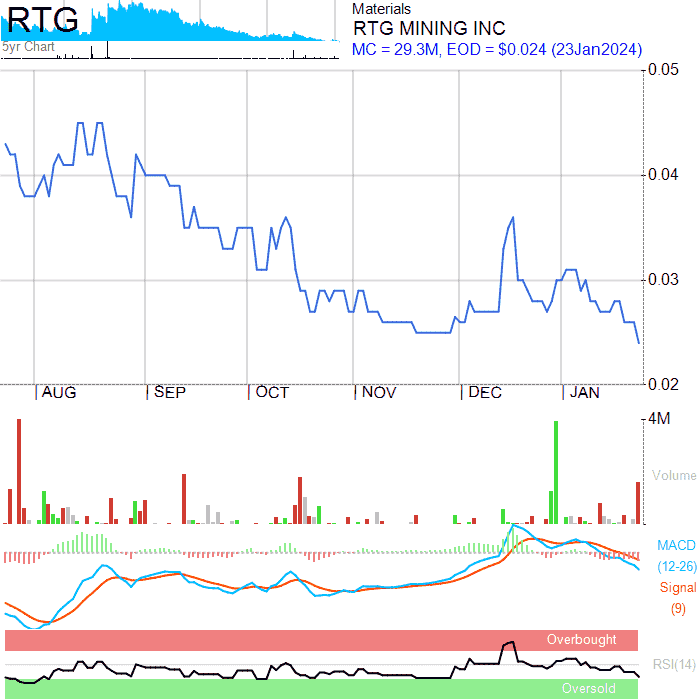 RTG
5yr Chart
Materials
RTG MINING INC
MC = 29.3M, EOD = $0.024 (23Jan2024)
0.05
0.04
0.03
0.02
AUG SEP OCT NOV DEC JAN
4M
Volume
MACD
(12-26)
Signal
(9)
Overbought
RSI(14)
Oversold